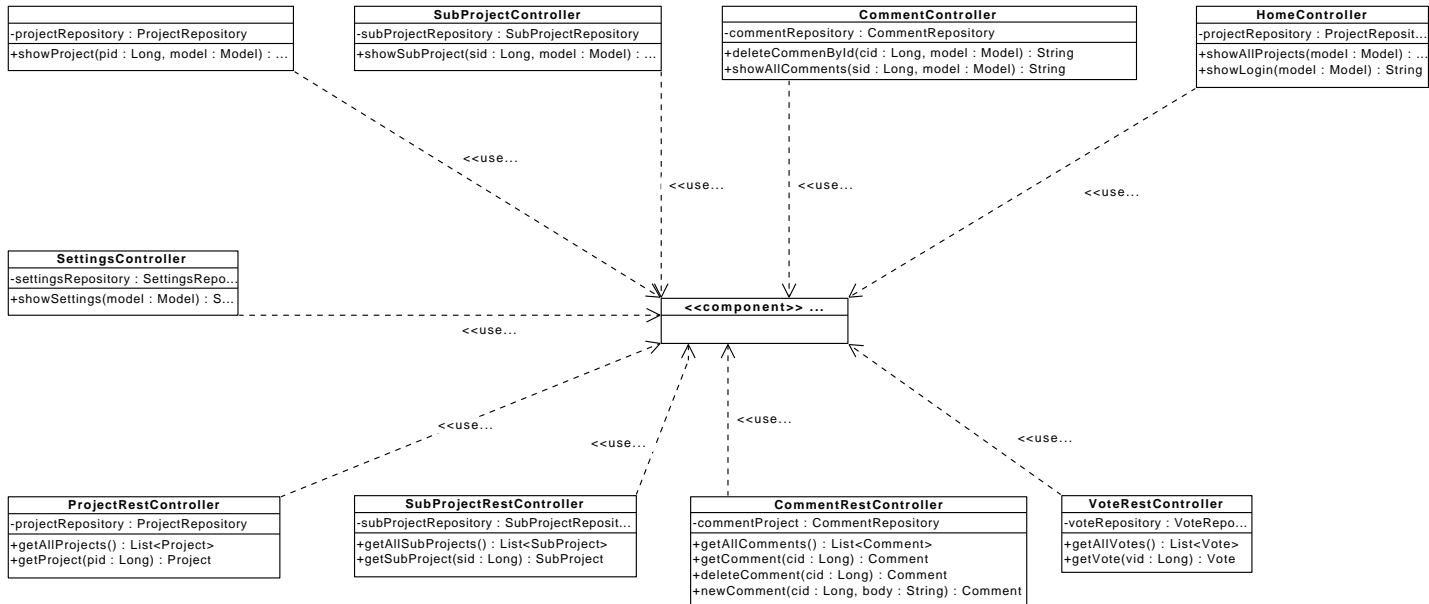 -projectRepository : ProjectRepository
+showProject(pid : Long, model : Model) : ...
SubProjectController
-subProjectRepository : SubProjectRepository
+showSubProject(sid : Long, model : Model) : ...
CommentController
-commentRepository : CommentRepository
+deleteCommenById(cid : Long, model : Model) : String
+showAllComments(sid : Long, model : Model) : String
HomeController
-projectRepository : ProjectReposit...
+showAllProjects(model : Model) : ...
+showLogin(model : Model) : String
<<use...
<<use...
<<use...
<<use...
SettingsController
-settingsRepository : SettingsRepo...
+showSettings(model : Model) : S...
<<component>> ...
<<use...
<<use...
<<use...
<<use...
<<use...
ProjectRestController
-projectRepository : ProjectRepository
+getAllProjects() : List<Project>
+getProject(pid : Long) : Project
SubProjectRestController
-subProjectRepository : SubProjectReposit...
+getAllSubProjects() : List<SubProject>
+getSubProject(sid : Long) : SubProject
CommentRestController
-commentProject : CommentRepository
+getAllComments() : List<Comment>
+getComment(cid : Long) : Comment
+deleteComment(cid : Long) : Comment
+newComment(cid : Long, body : String) : Comment
VoteRestController
-voteRepository : VoteRepo...
+getAllVotes() : List<Vote>
+getVote(vid : Long) : Vote